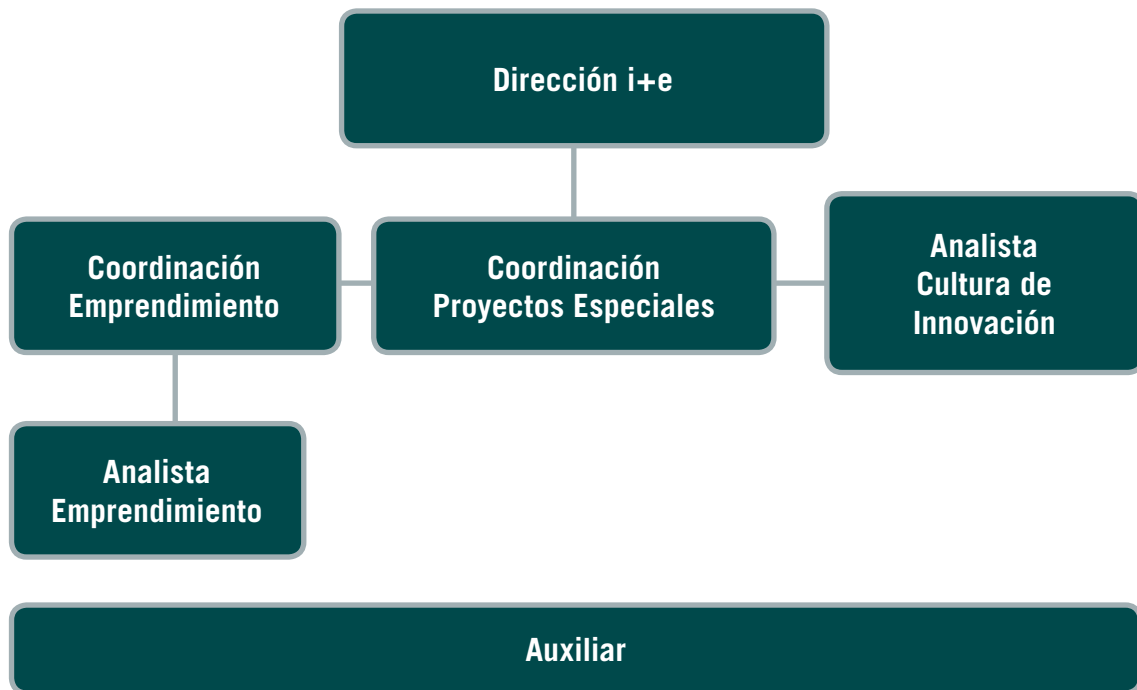 Dirección i+e
Coordinación
Emprendimiento
Coordinación
Proyectos Especiales
Analista
Cultura de
Innovación
Analista
Emprendimiento
Auxiliar